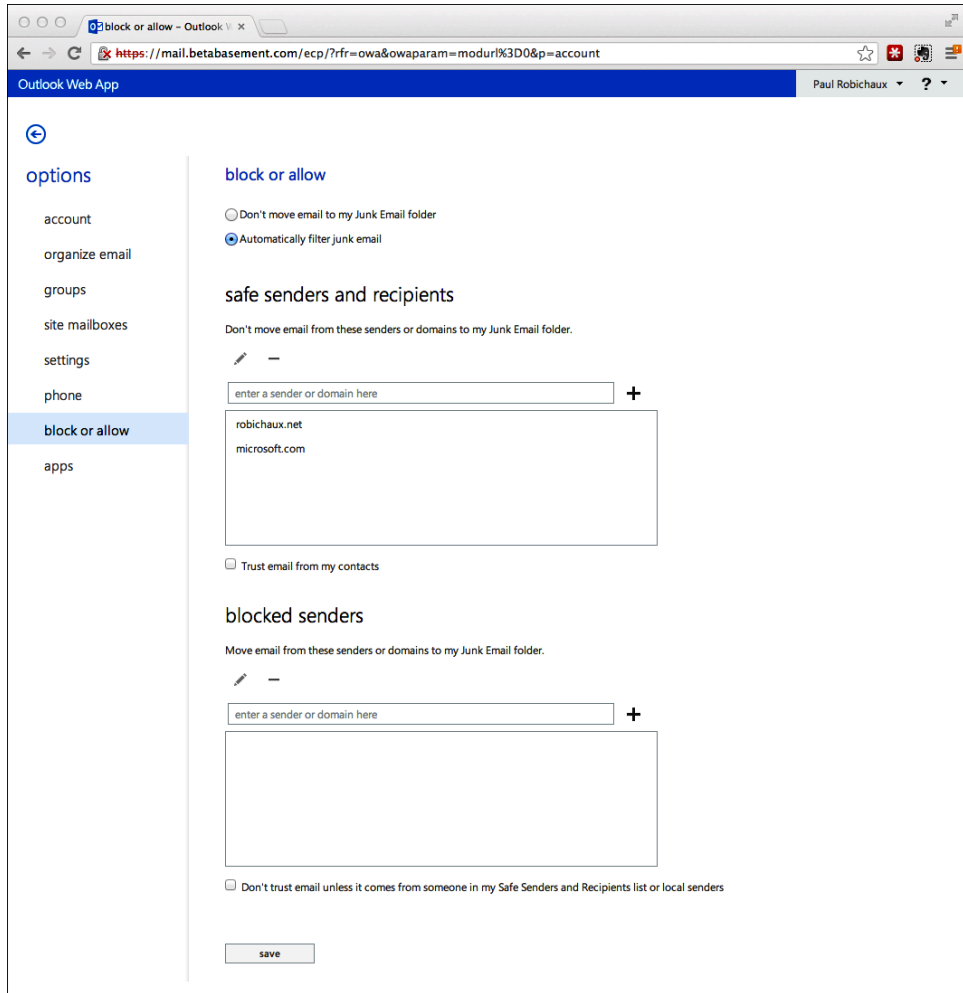 block or allow – Outlook W
https://mail.betabasement.com/ecp/?rfr=owa&owaparam=modurl%3D0&p=account
Outlook Web App
Paul Robichaux
?
options
account
organize email
groups
site mailboxes
settings
phone
block or allow
apps
block or allow
Don't move email to my Junk Email folder
Automatically filter junk email
safe senders and recipients
Don't move email from these senders or domains to my Junk Email folder.
enter a sender or domain here
robichaux.net
microsoft.com
Trust email from my contacts
blocked senders
Move email from these senders or domains to my Junk Email folder.
enter a sender or domain here
Don't trust email unless it comes from someone in my Safe Senders and Recipients list or local senders
save